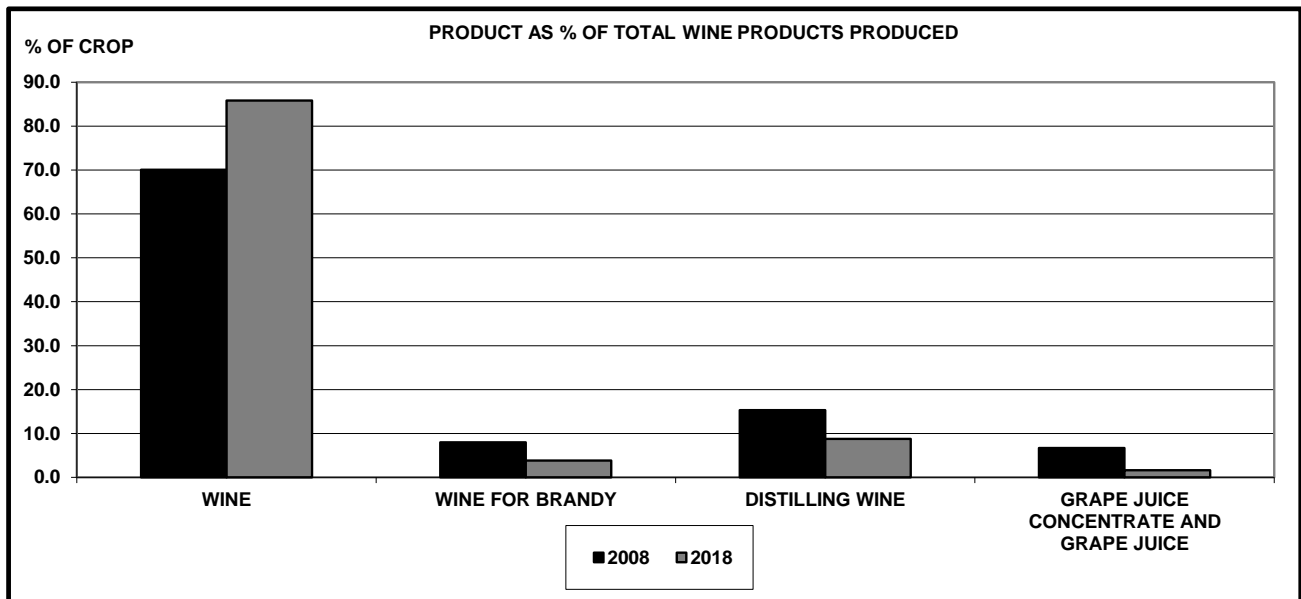 PRODUCT AS % OF TOTAL WINE PRODUCTS PRODUCED
% OF CROP
90.0
80.0
70.0
60.0
50.0
40.0
30.0
20.0
10.0
0.0
WINE
WINE FOR BRANDY
DISTILLING WINE
GRAPE JUICE
CONCENTRATE AND
GRAPE JUICE
2008 2018